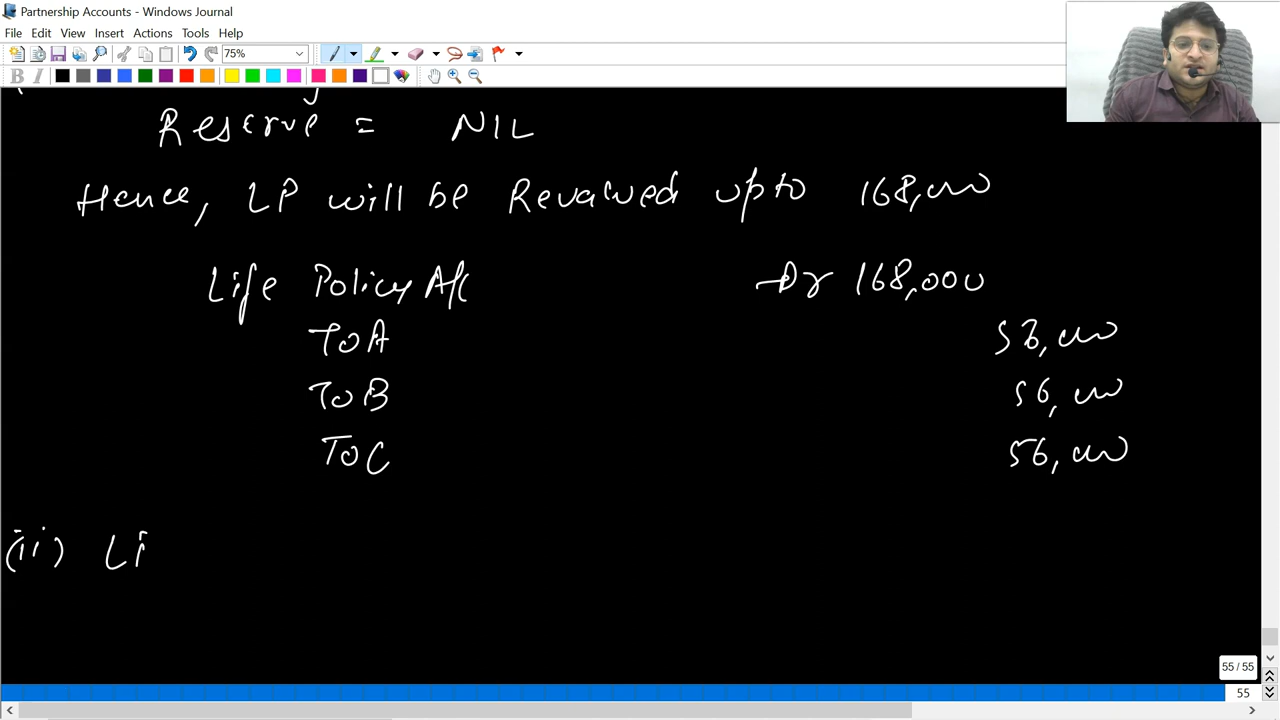 Partnership Accounts - Windows Journal
File Edit View Insert Actions Tools Help
75%
B I
Reserve = NIL
Hence, LP will be Revalued upto 168,000
Life Policy A/c Dr 168,000
To A 56,000
To B 56,000
To C 56,000
(ii) Li
55 / 55
55